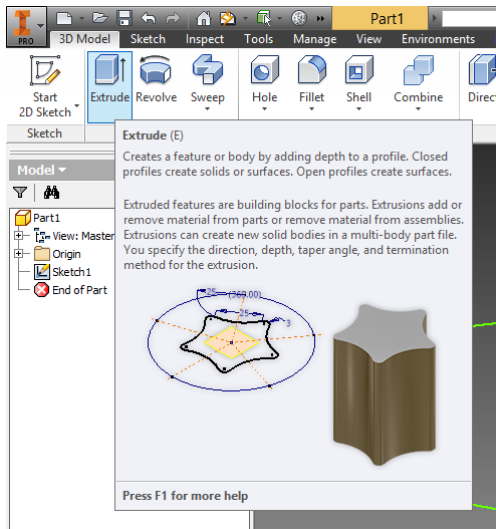 PRO
Part1
3D Model Sketch Inspect Tools Manage View Environments
Start
2D Sketch
Extrude Revolve Sweep Hole Fillet Shell Combine Direct
Sketch
Extrude (E)
Creates a feature or body by adding depth to a profile. Closed
profiles create solids or surfaces. Open profiles create surfaces.
Extruded features are building blocks for parts. Extrusions add or
remove material from parts or remove material from assemblies.
Extrusions can create new solid bodies in a multi-body part file.
You specify the direction, depth, taper angle, and termination
method for the extrusion.
25 (360.00)
25
3
Press F1 for more help
Model
Part1
View: Master
Origin
Sketch1
End of Part